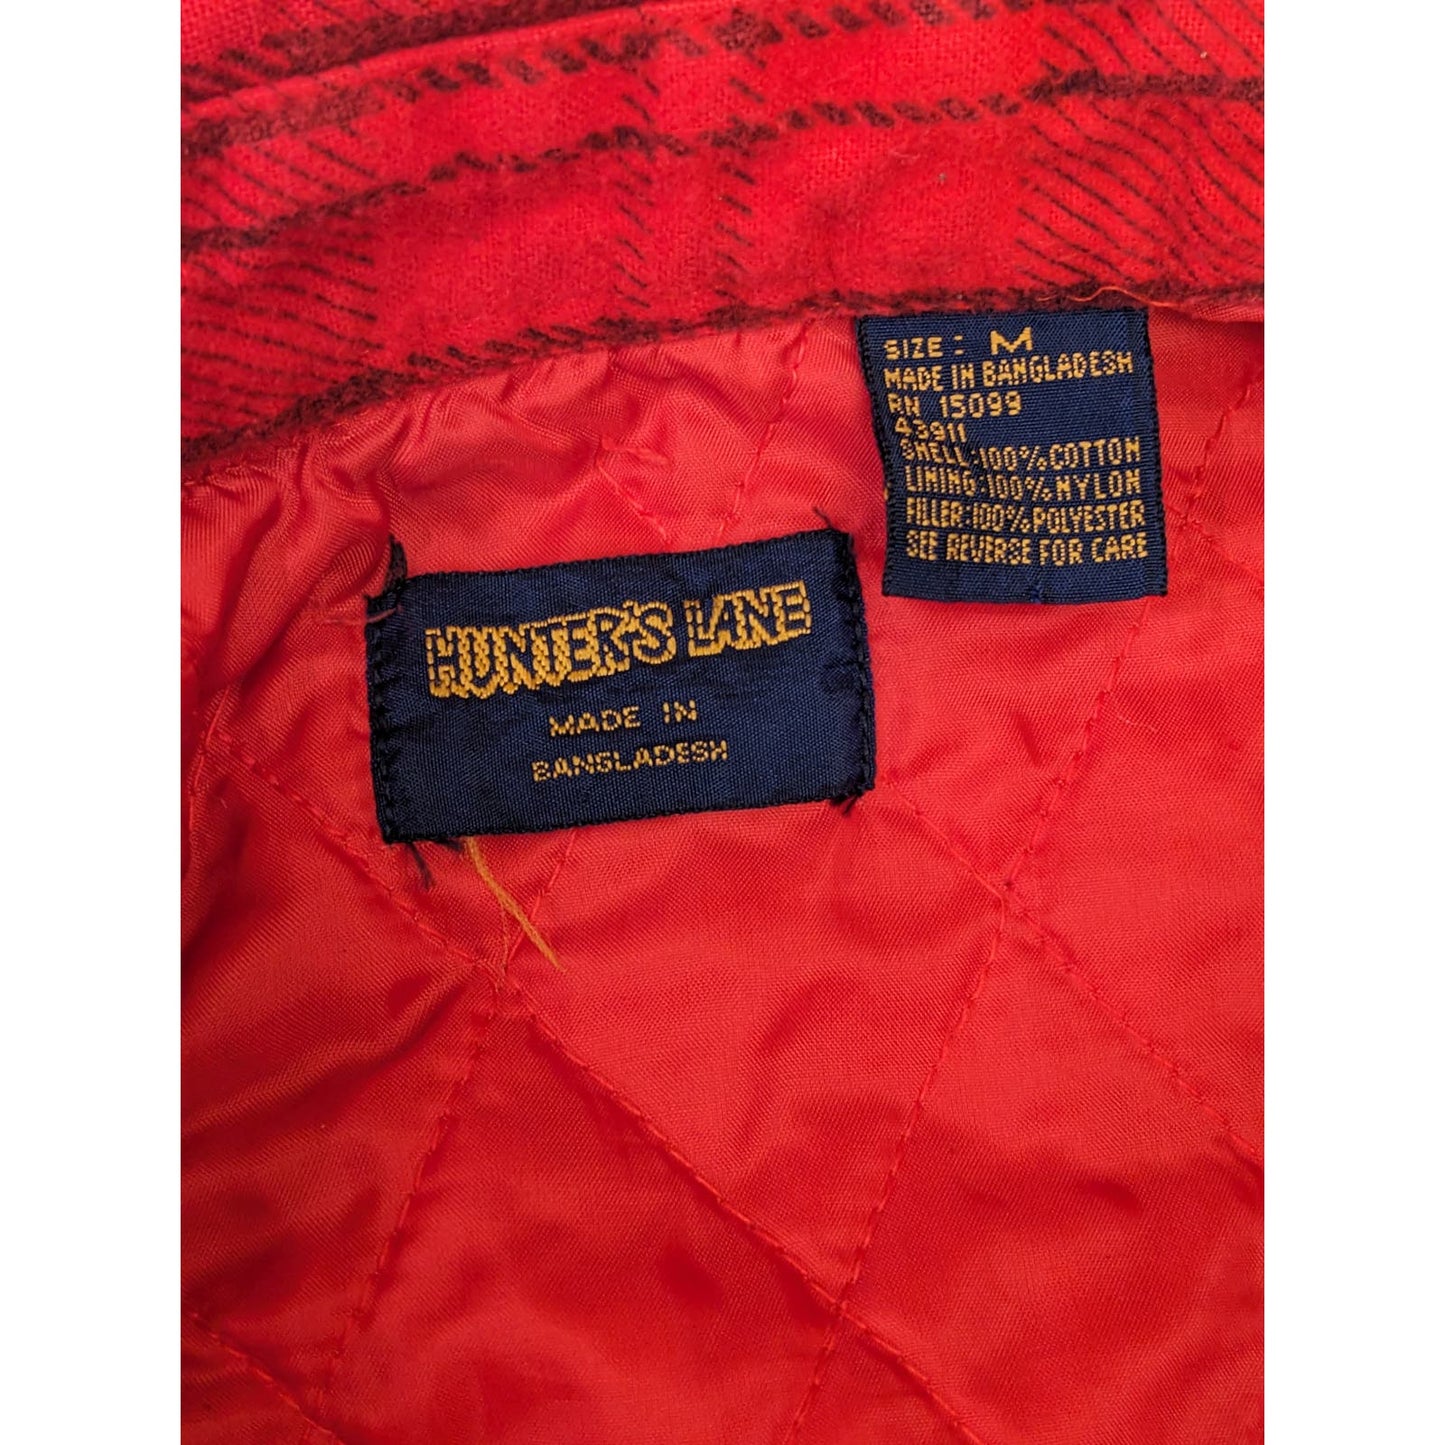 SIZE: M
MADE IN BANGLADESH
RN 15099
43911
SHELL:100%COTTON
LINING:100%NYLON
FILLER:100%POLYESTER
SEE REVERSE FOR CARE
HUNTER'S LANE
MADE IN
BANGLADESH